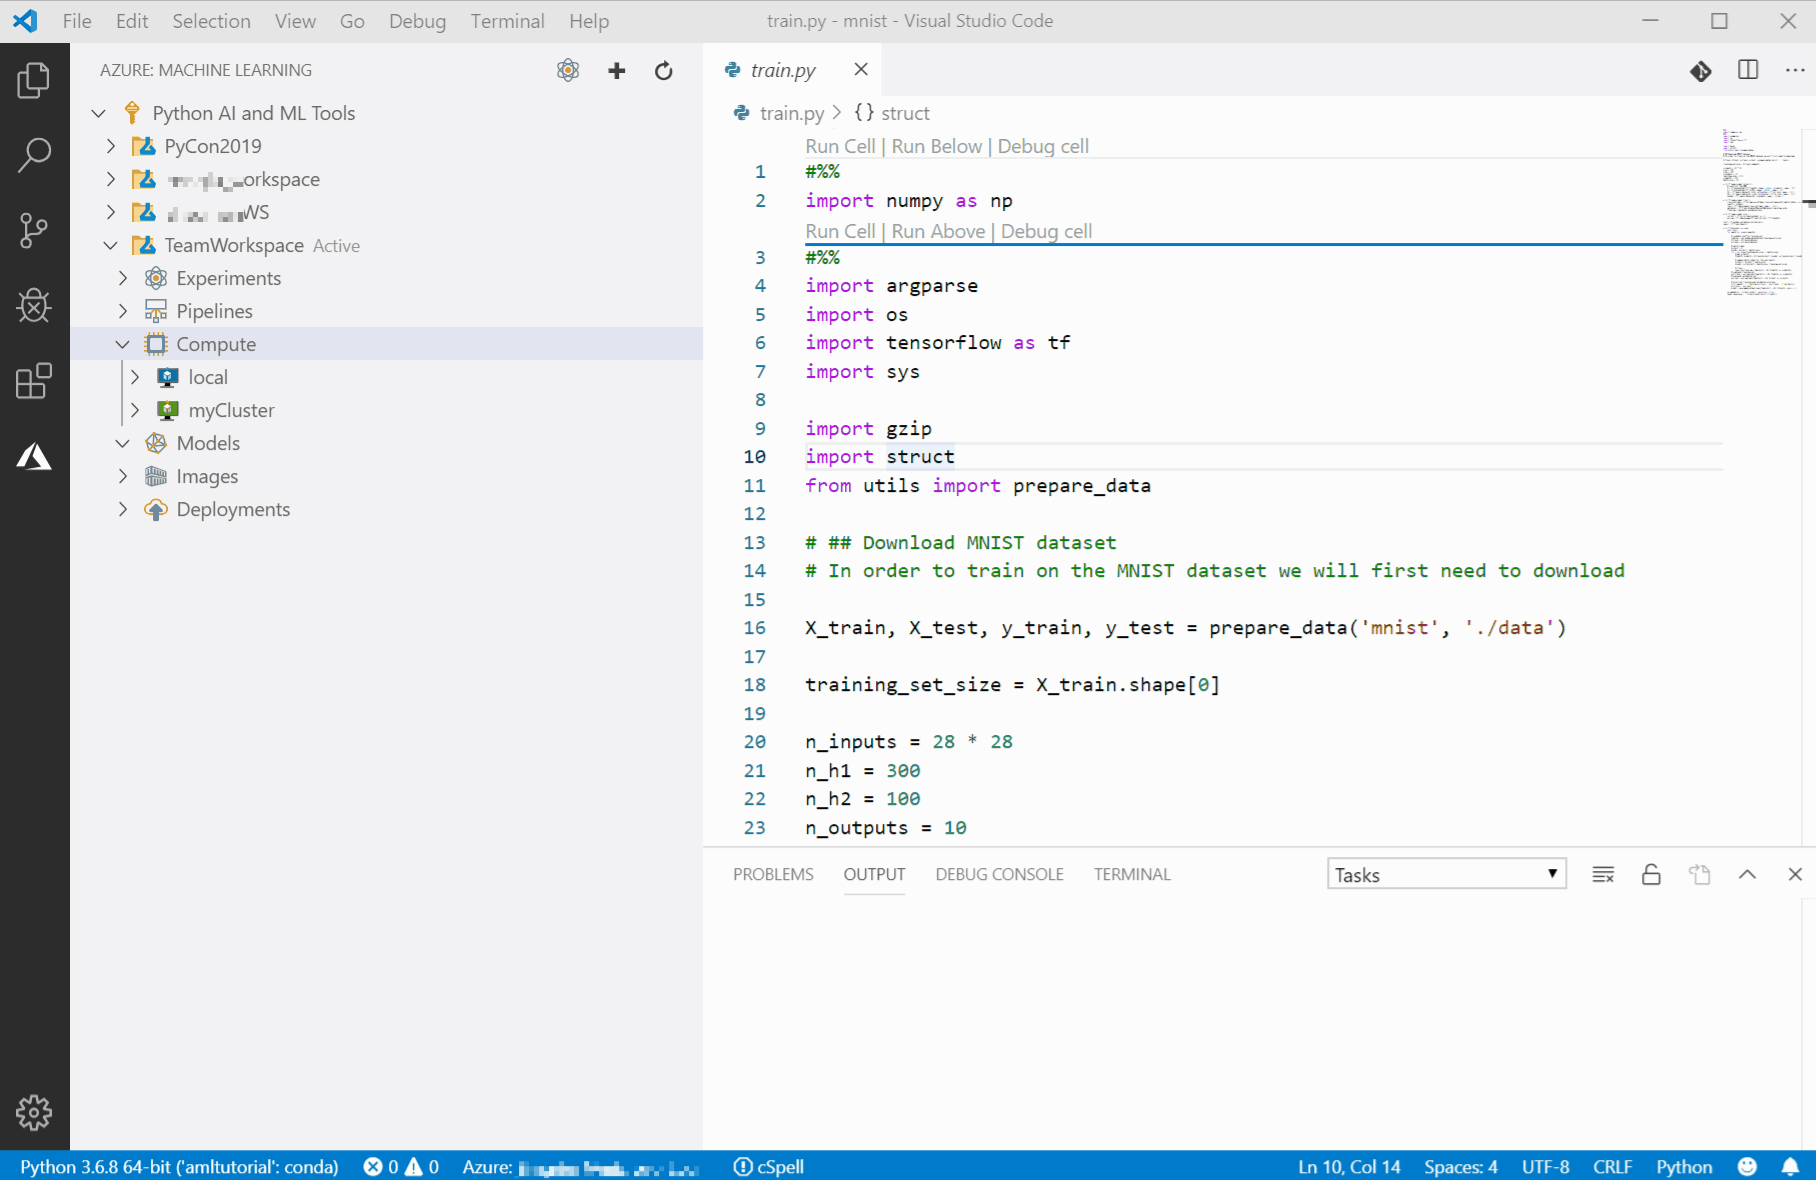 File Edit Selection View Go Debug Terminal Help train.py - mnist - Visual Studio Code
AZURE: MACHINE LEARNING
Python AI and ML Tools
PyCon2019
orkspace
WS
TeamWorkspace Active
Experiments
Pipelines
Compute
local
myCluster
Models
Images
Deployments
train.py
train.py > {} struct
Run Cell | Run Below | Debug cell
1 #%%
2 import numpy as np
Run Cell | Run Above | Debug cell
3 #%%
4 import argparse
5 import os
6 import tensorflow as tf
7 import sys
8
9 import gzip
10 import struct
11 from utils import prepare_data
12
13 # ## Download MNIST dataset
14 # In order to train on the MNIST dataset we will first need to download
15
16 X_train, X_test, y_train, y_test = prepare_data('mnist', './data')
17
18 training_set_size = X_train.shape[0]
19
20 n_inputs = 28 * 28
21 n_h1 = 300
22 n_h2 = 100
23 n_outputs = 10
PROBLEMS OUTPUT DEBUG CONSOLE TERMINAL Tasks
Python 3.6.8 64-bit ('amltutorial': conda) 0 0 Azure: cSpell Ln 10, Col 14 Spaces: 4 UTF-8 CRLF Python